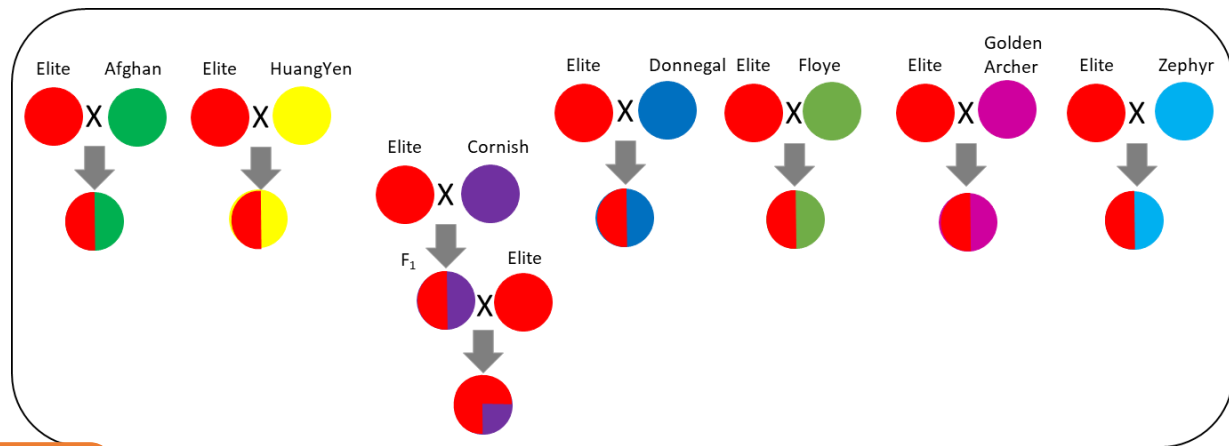 Elite Afghan Elite HuangYen
X X
Elite Cornish
X
F₁ Elite
X
Elite Donnegal Elite Floye
X X
Elite Golden Archer
X
Elite Zephyr
X